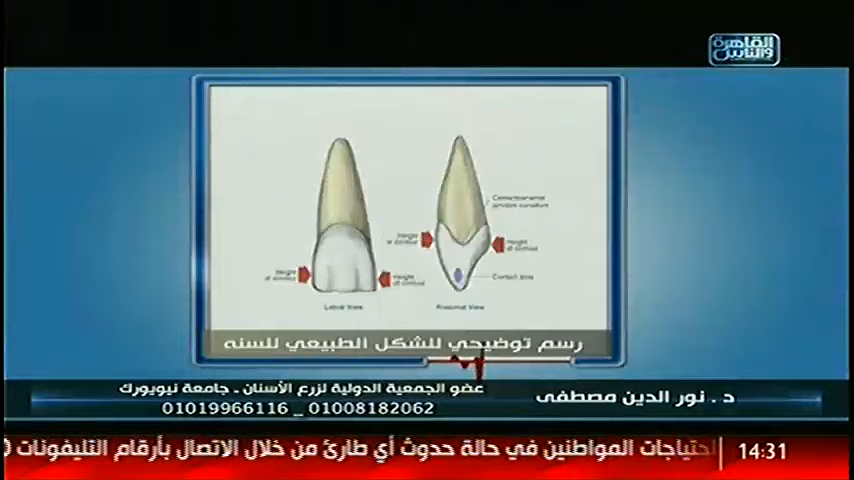 القاهرة
والناس
Cementoenamel
junction curvature
Height
of contour
Height
of contour
Height
of contour
Height
of contour
Contact area
Labial View
Proximal View
رسم توضيحي للشكل الطبيعي للسنه
د . نور الدين مصطفى
عضو الجمعية الدولية لزرع الأسنان - جامعة نيويورك
01019966116 _ 01008182062
احتياجات المواطنين في حالة حدوث أي طارئ من خلال الاتصال بأرقام التليفونات
14:31